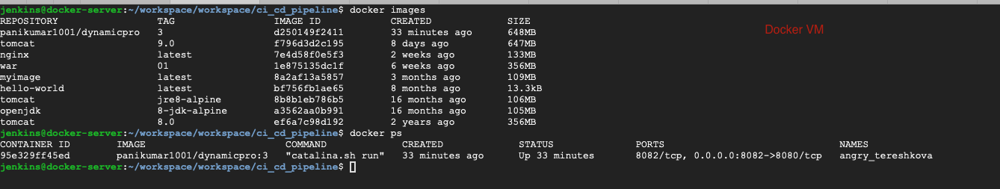 jenkins@docker-server:~/workspace/workspace/ci_cd_pipeline$ docker images
REPOSITORY TAG IMAGE ID CREATED SIZE
panikumar1001/dynamicpro 3 d250149f2411 33 minutes ago 648MB
Docker VM
tomcat 9.0 f796d3d2c195 8 days ago 647MB
nginx latest 7e4d58f0e5f3 2 weeks ago 133MB
war 01 1e875135dc1f 6 weeks ago 356MB
myimage latest 8a2af13a5857 3 months ago 109MB
hello-world latest bf756fb1ae65 8 months ago 13.3kB
tomcat jre8-alpine 8b8b1eb786b5 16 months ago 106MB
openjdk 8-jdk-alpine a3562aa0b991 16 months ago 105MB
tomcat 8.0 ef6a7c98d192 2 years ago 356MB
jenkins@docker-server:~/workspace/workspace/ci_cd_pipeline$ docker ps
CONTAINER ID IMAGE COMMAND CREATED STATUS PORTS NAMES
95e329ff45ed panikumar1001/dynamicpro:3 "catalina.sh run" 33 minutes ago Up 33 minutes 8082/tcp, 0.0.0.0:8082->8080/tcp angry_tereshkova
jenkins@docker-server:~/workspace/workspace/ci_cd_pipeline$